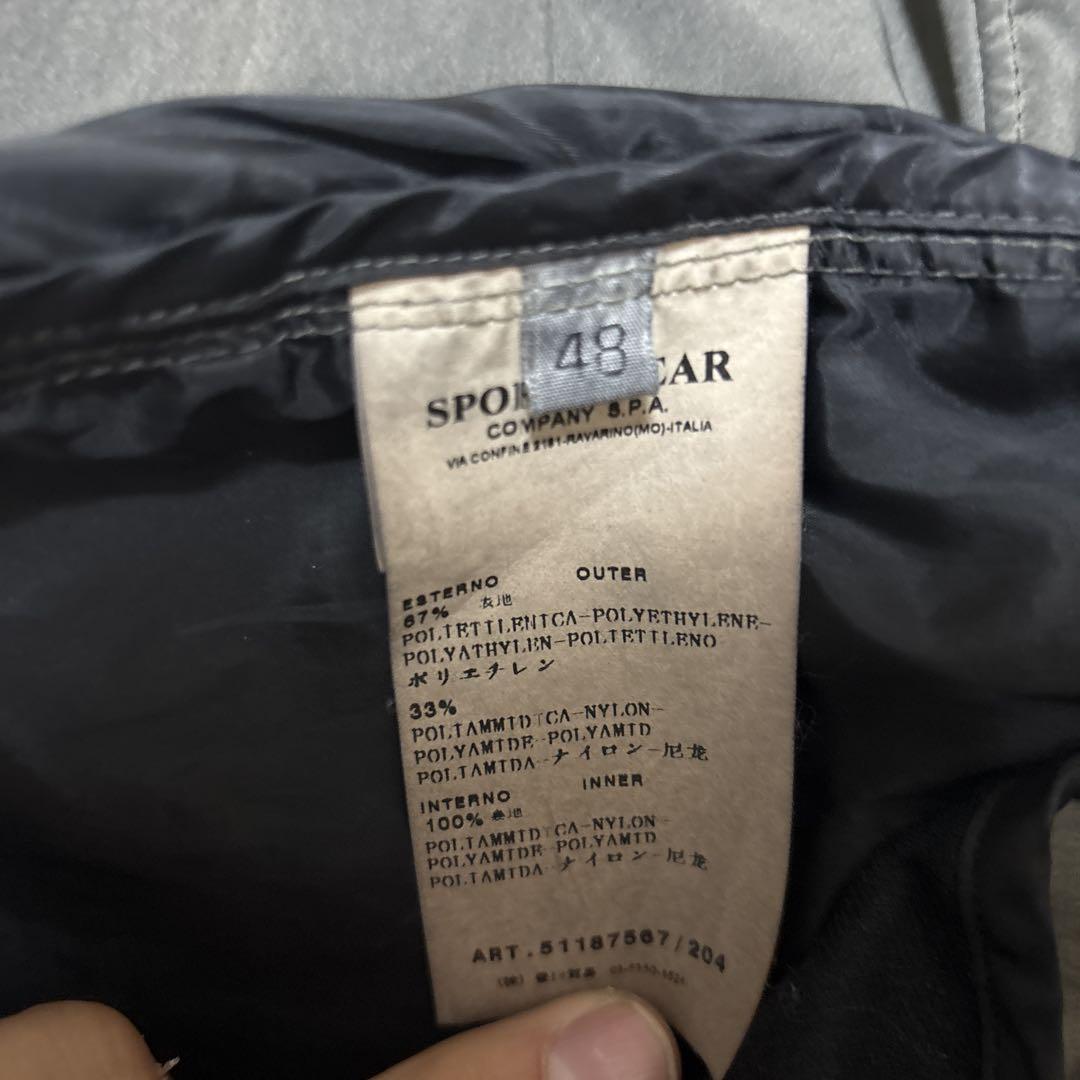 48
SPO CAR
COMPANY S.P.A.
VIA CONFINE 2161-RAVARINO(MO)-ITALIA
ESTERNO OUTER
67% 表地
POLIETILENICA-POLYETHYLENE-
POLYATHYLEN-POLIETILENO
ポリエチレン
33%
POLIAMMIDICA-NYLON-
POLYAMIDE-POLYAMID
POLIAMIDA-ナイロン-尼龙
INTERNO INNER
100% 裏地
POLIAMMIDICA-NYLON-
POLYAMIDE-POLYAMID
POLIAMIDA-ナイロン-尼龙
ART.51187567/204